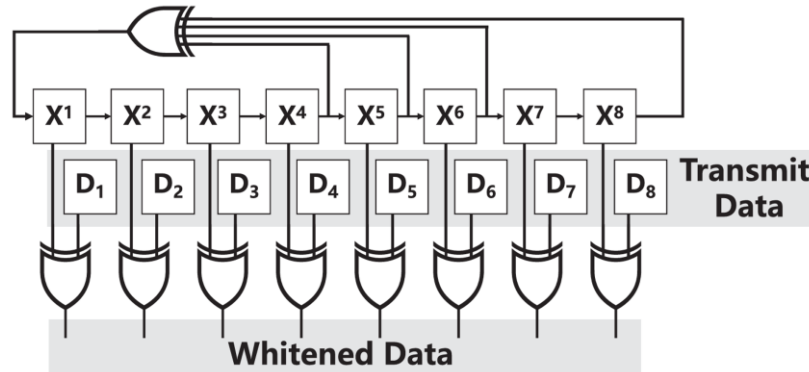 X¹ X² X³ X⁴ X⁵ X⁶ X⁷ X⁸
D₁ D₂ D₃ D₄ D₅ D₆ D₇ D₈
Transmit
Data
Whitened Data